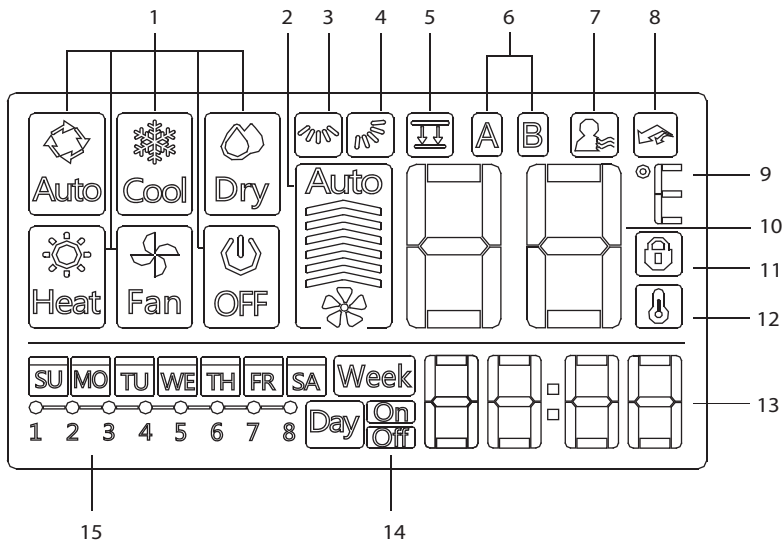 1 2 3 4 5 6 7 8
Auto Cool Dry Auto A B
9
10
Heat Fan OFF
11
12
SU MO TU WE TH FR SA Week 88:88
13
1 2 3 4 5 6 7 8 Day On
Off
15 14